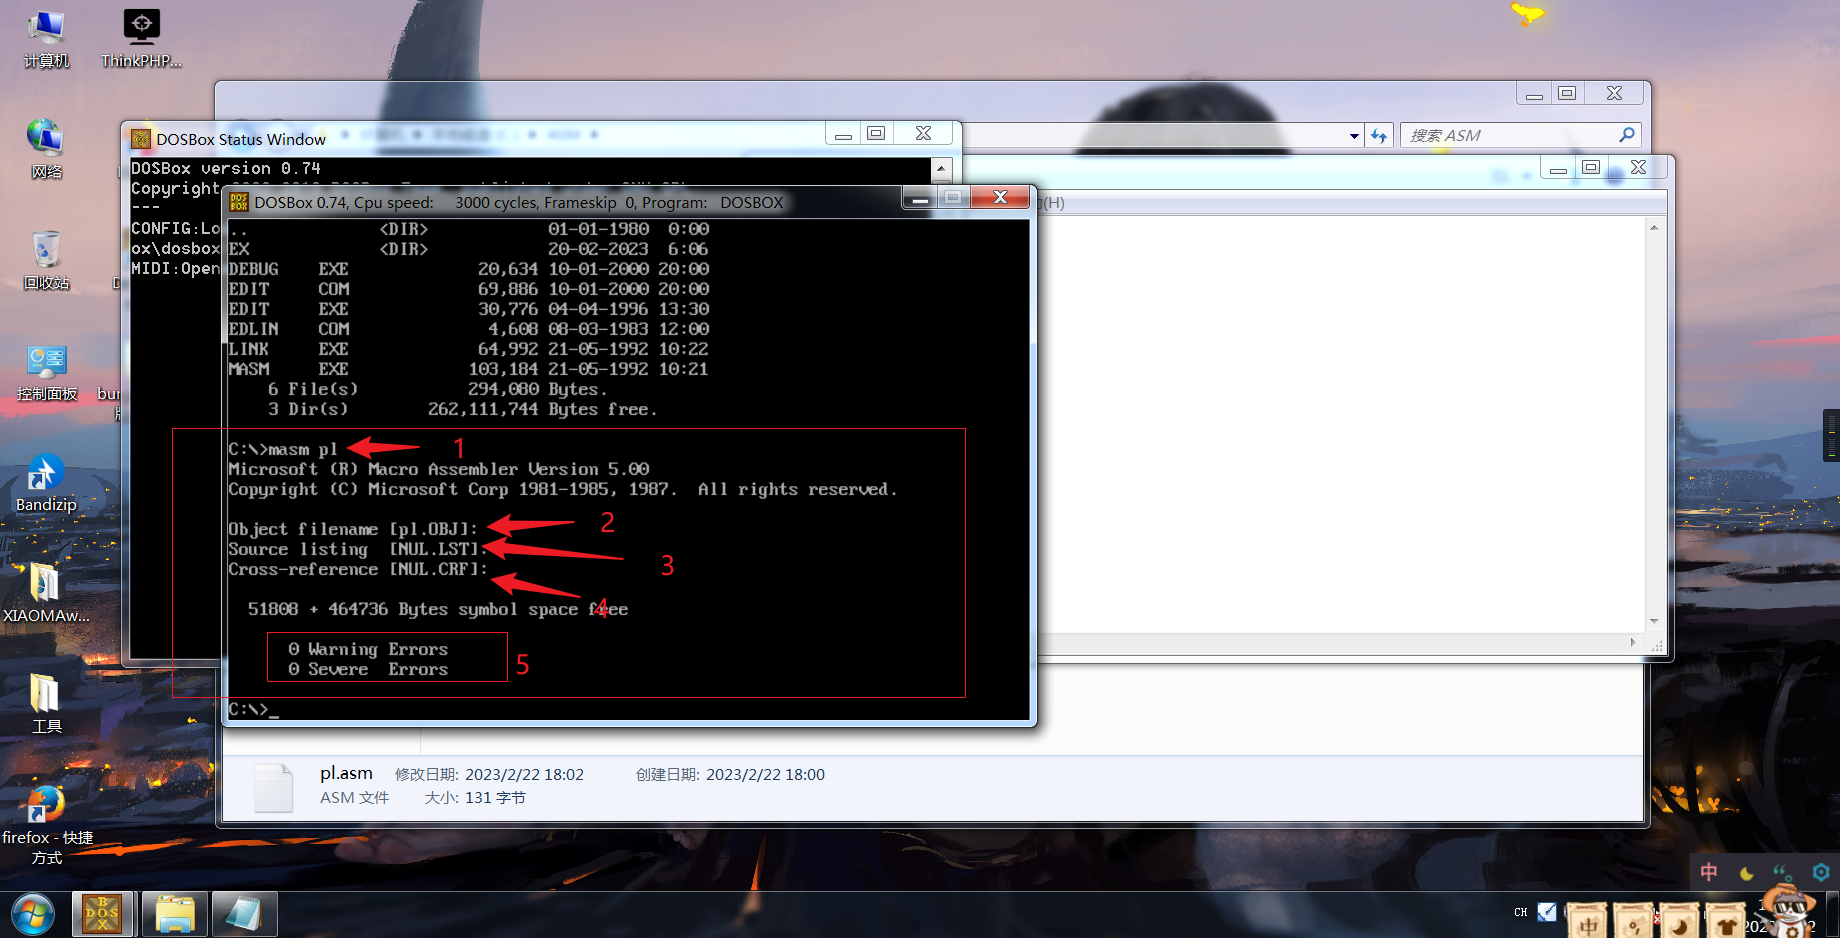 计算机
ThinkPHP...
网络
回收站
控制面板
Bandizip
XIAOMAw...
工具
firefox - 快捷
方式
搜索 ASM
(H)
DOSBox Status Window
DOSBox version 0.74
Copyright
---
CONFIG:Lo
ox\dosbox
MIDI:Open
DOSBox 0.74, Cpu speed: 3000 cycles, Frameskip 0, Program: DOSBOX
.. <DIR> 01-01-1980 0:00
EX <DIR> 20-02-2023 6:06
DEBUG EXE 20,634 10-01-2000 20:00
EDIT COM 69,886 10-01-2000 20:00
EDIT EXE 30,776 04-04-1996 13:30
EDLIN COM 4,608 08-03-1983 12:00
LINK EXE 64,992 21-05-1992 10:22
MASM EXE 103,184 21-05-1992 10:21
6 File(s) 294,080 Bytes.
3 Dir(s) 262,111,744 Bytes free.
C:\>masm pl 1
Microsoft (R) Macro Assembler Version 5.00
Copyright (C) Microsoft Corp 1981-1985, 1987. All rights reserved.
Object filename [pl.OBJ]: 2
Source listing [NUL.LST]: 3
Cross-reference [NUL.CRF]: 4
51808 + 464736 Bytes symbol space free
0 Warning Errors
0 Severe Errors 5
C:\>_
pl.asm 修改日期: 2023/2/22 18:02 创建日期: 2023/2/22 18:00
ASM 文件 大小: 131 字节
中
CH
中